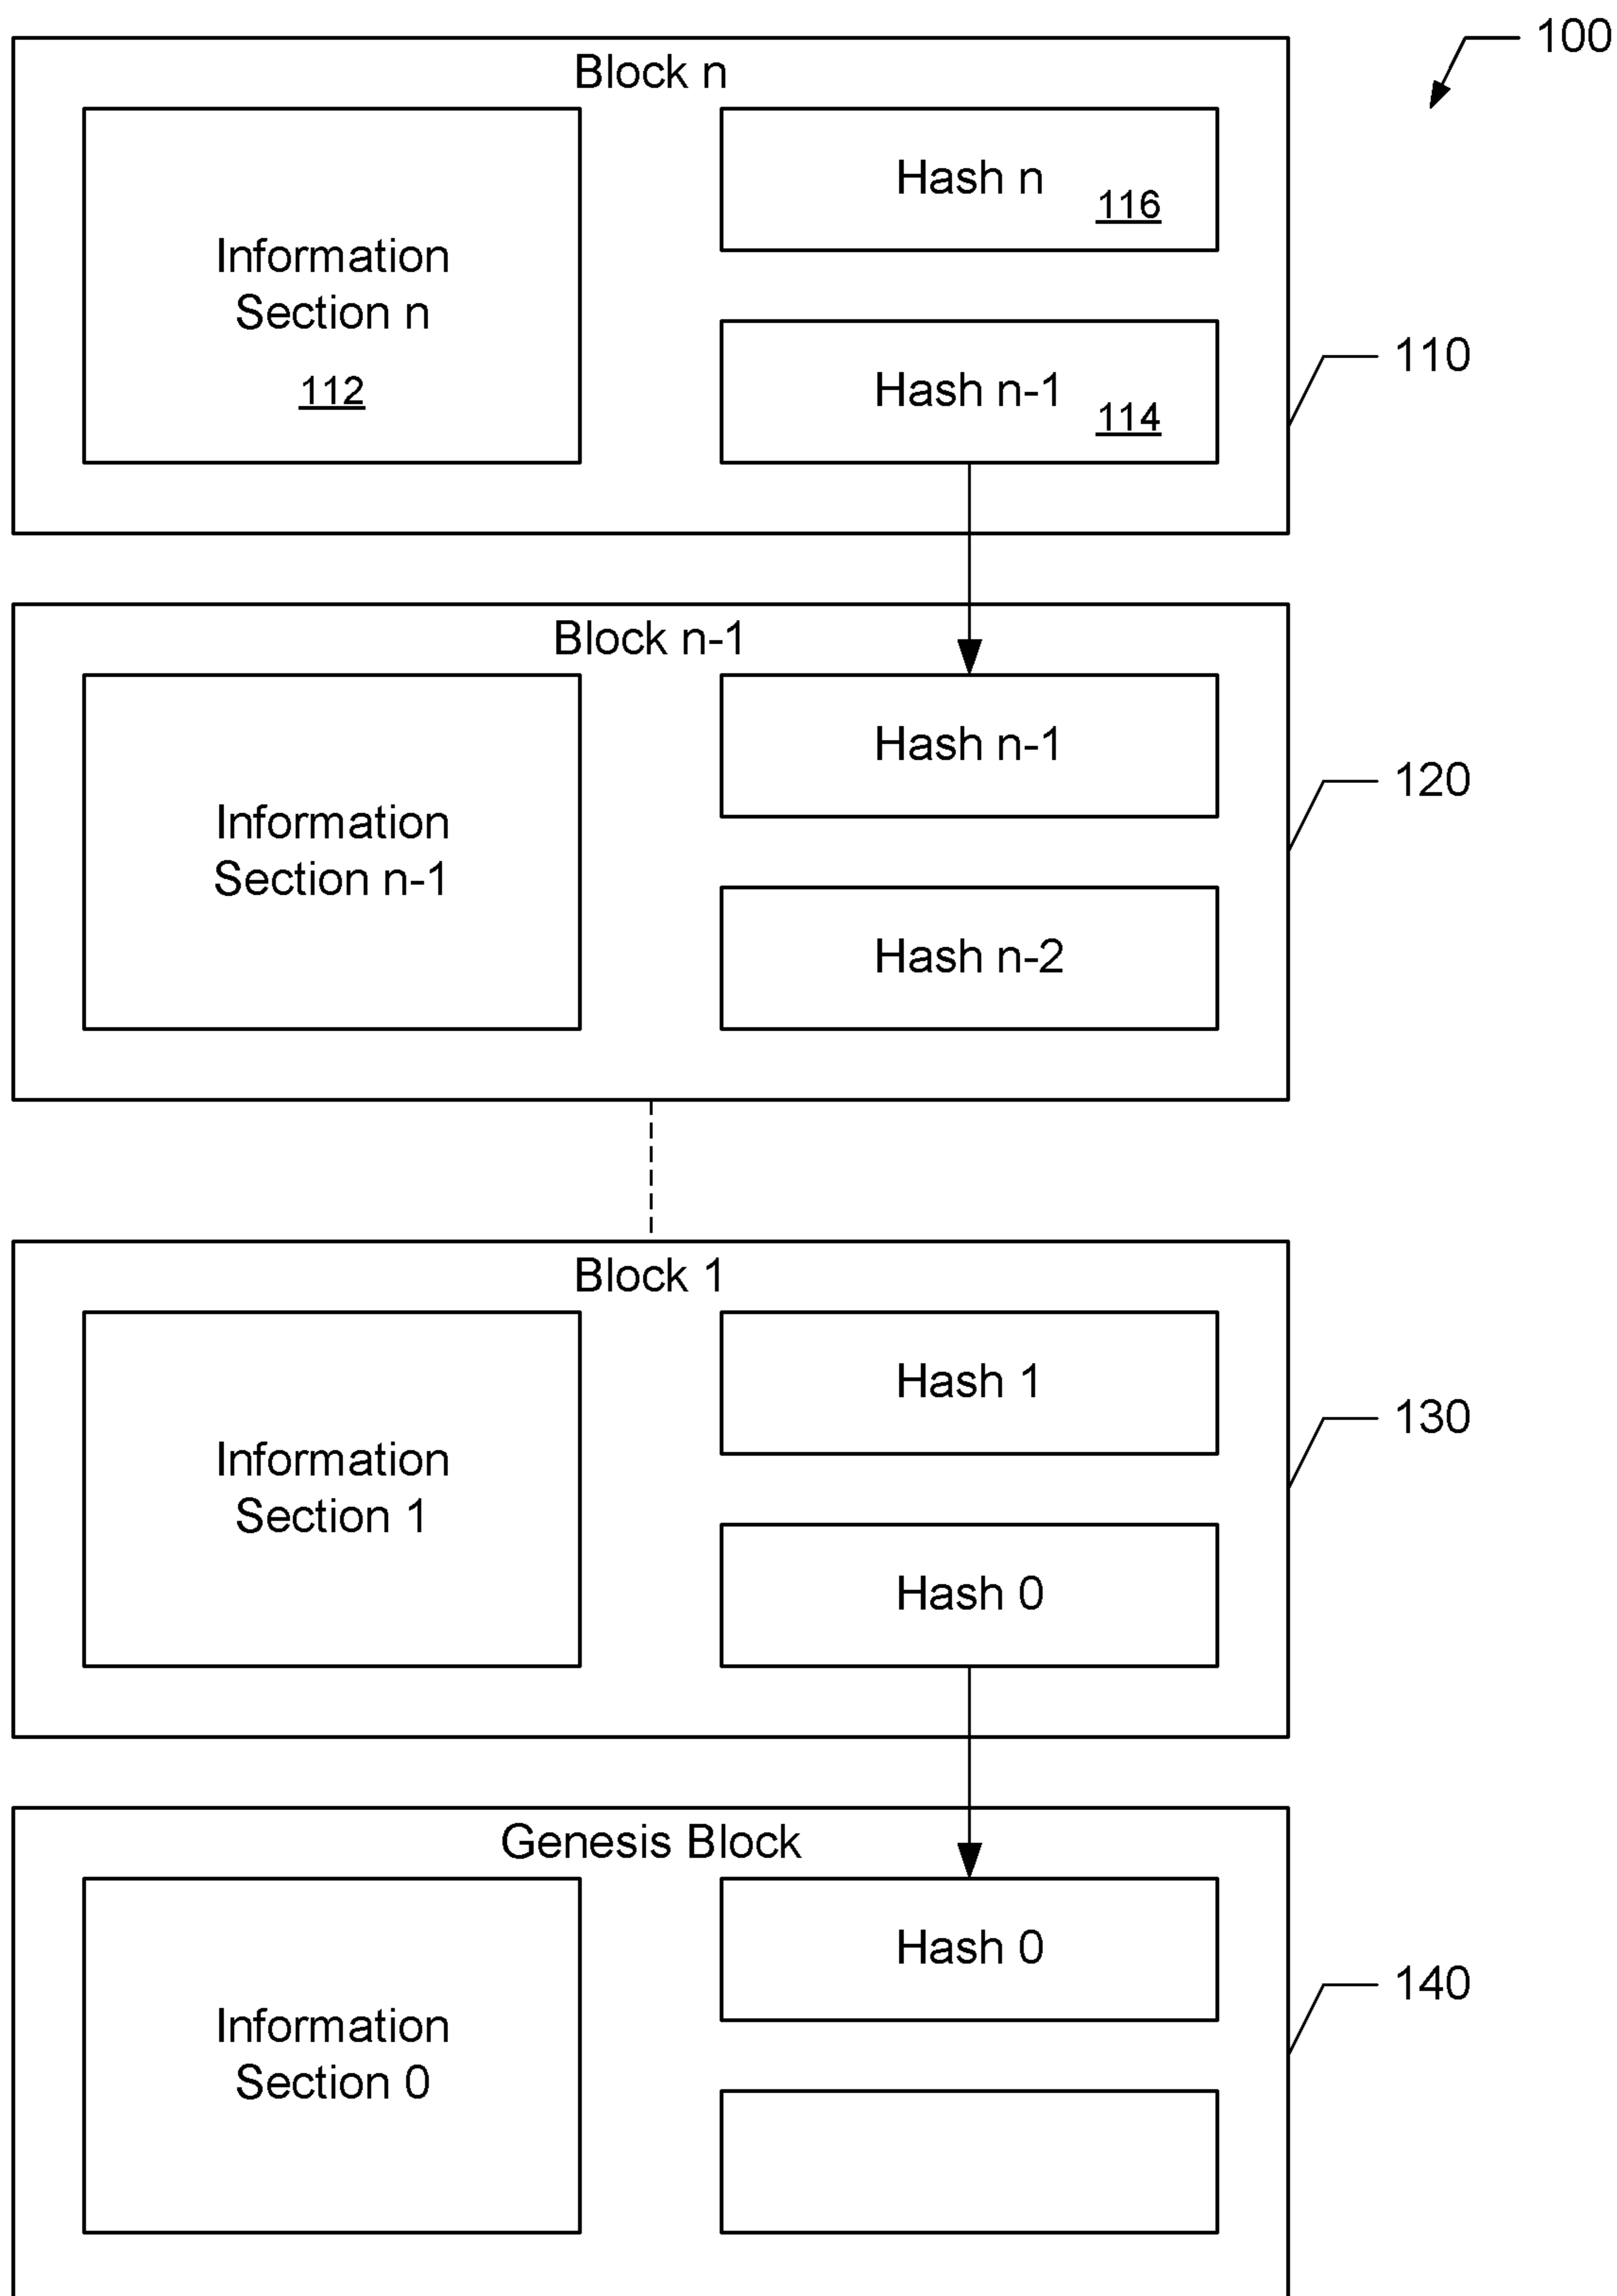 100
Block n
Information
Section n
112
Hash n
116
Hash n-1
114
110
Block n-1
Information
Section n-1
Hash n-1
Hash n-2
120
Block 1
Information
Section 1
Hash 1
Hash 0
130
Genesis Block
Information
Section 0
Hash 0
140